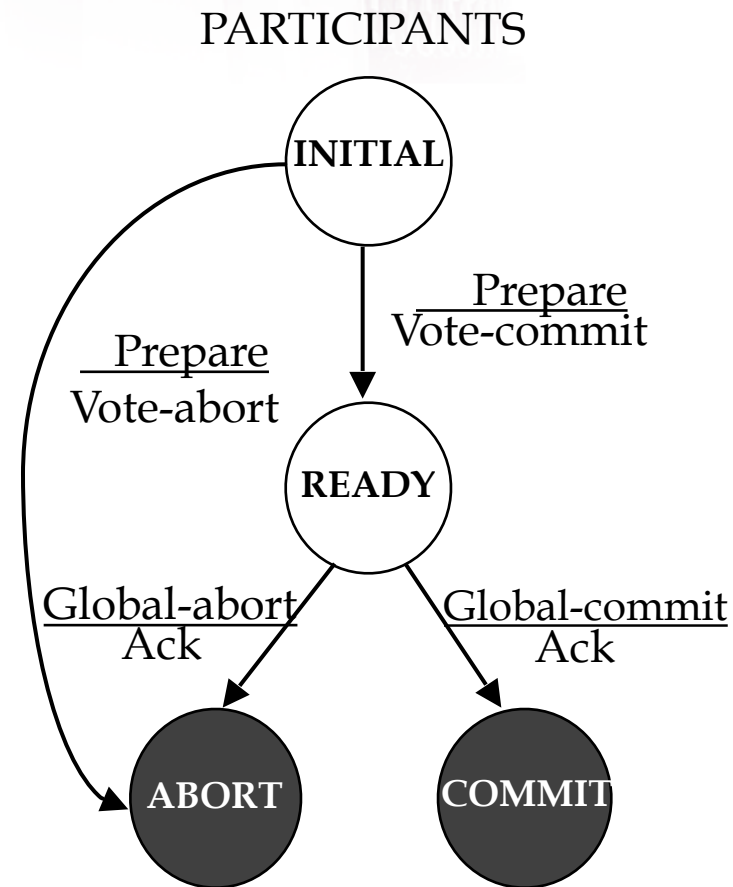 PARTICIPANTS
INITIAL
Prepare
Vote-commit
Prepare
Vote-abort
READY
Global-abort
Ack
Global-commit
Ack
ABORT
COMMIT